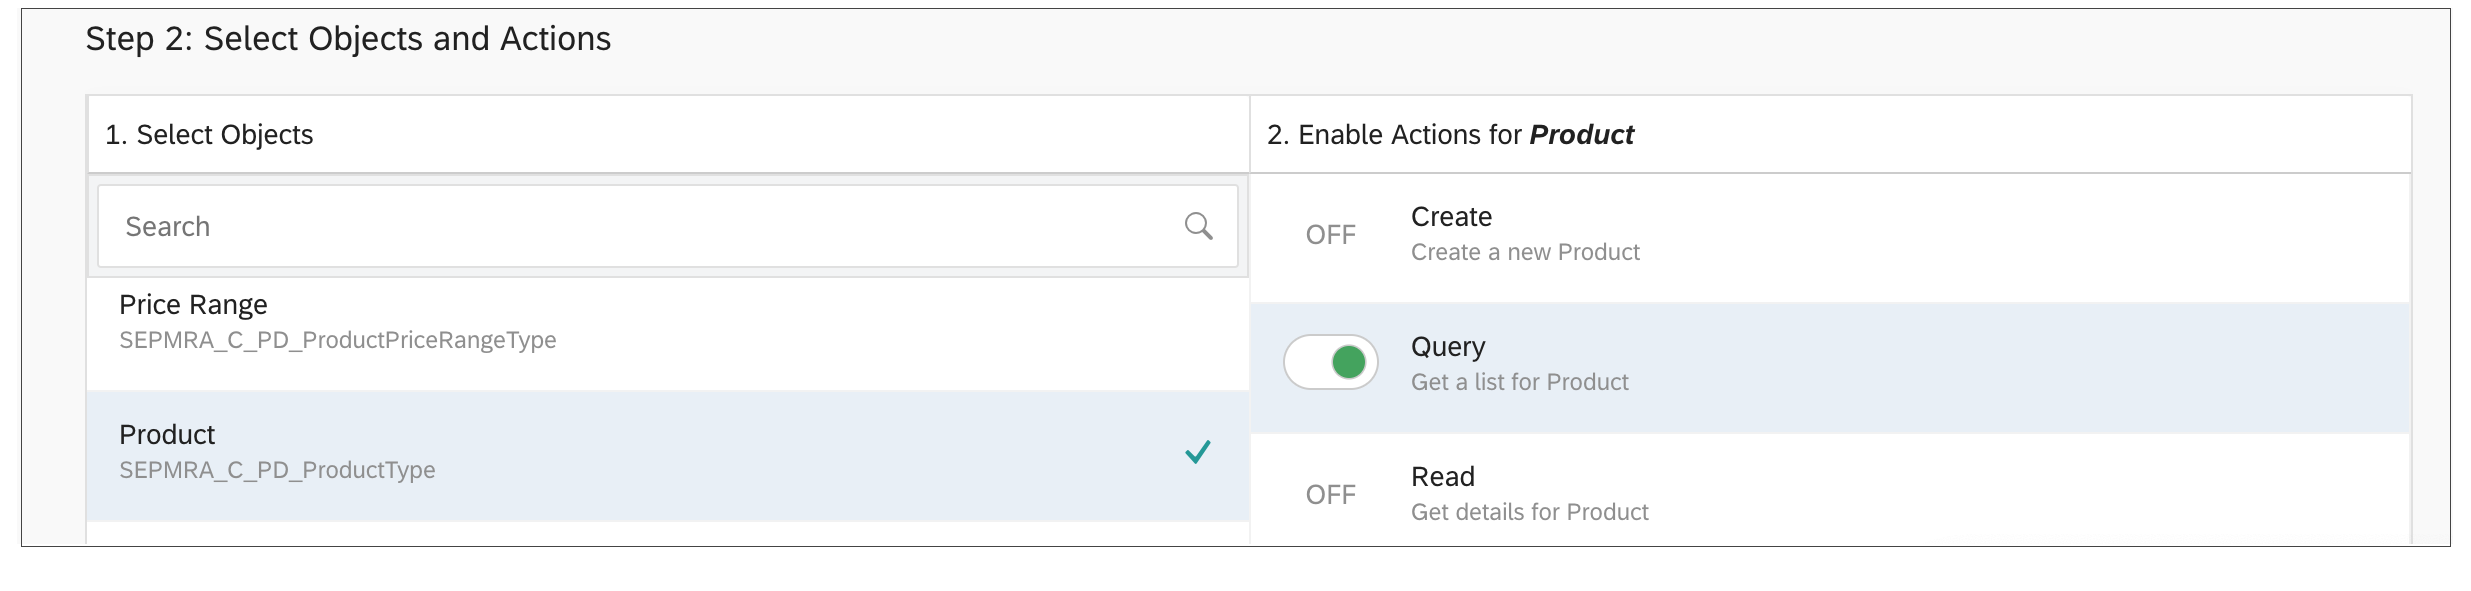 Step 2: Select Objects and Actions
1. Select Objects
2. Enable Actions for Product
Search
Price Range
SEPMRA_C_PD_ProductPriceRangeType
Product
SEPMRA_C_PD_ProductType
OFF
Create
Create a new Product
Query
Get a list for Product
OFF
Read
Get details for Product